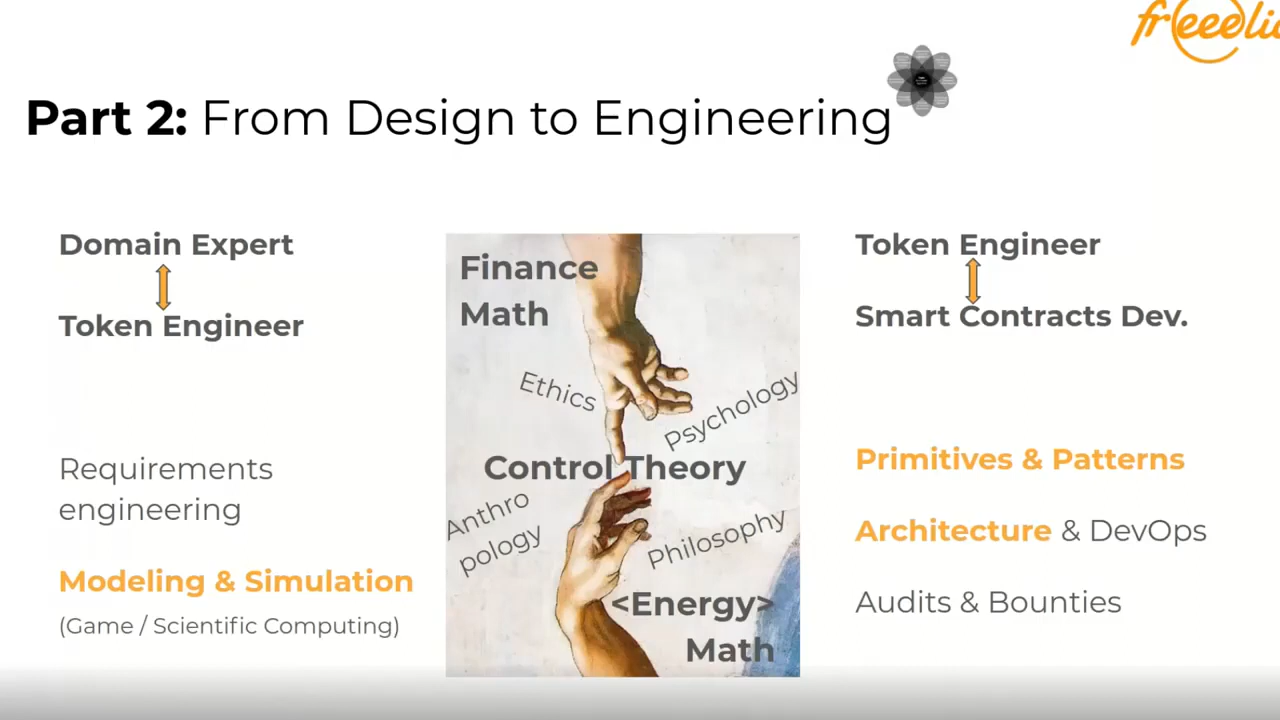 Part 2: From Design to Engineering
Domain Expert
Token Engineer
Requirements
engineering
Modeling & Simulation
(Game / Scientific Computing)
Finance
Math
Ethics
Psychology
Control Theory
Anthro
pology
Philosophy
<Energy>
Math
Token Engineer
Smart Contracts Dev.
Primitives & Patterns
Architecture & DevOps
Audits & Bounties